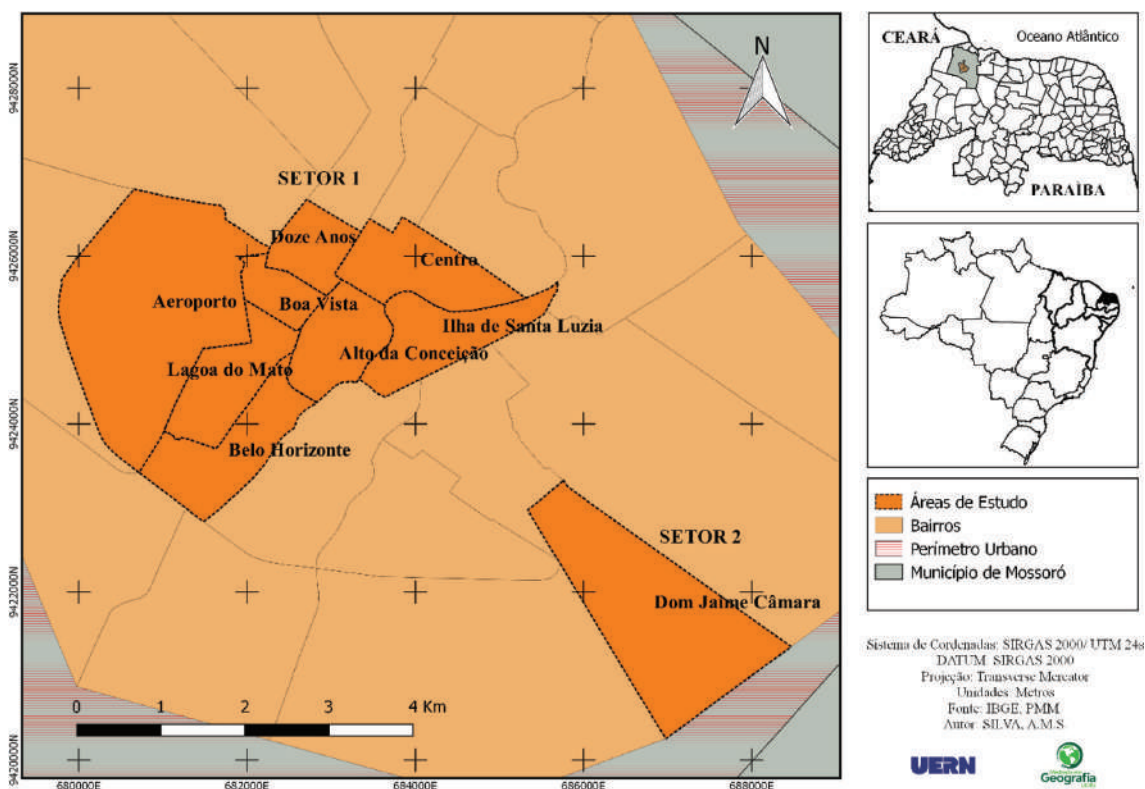 SETOR 1
Doze Anos
Centro
Aeroporto
Boa Vista
Ilha de Santa Luzia
Alto da Conceição
Lagoa do Mato
Belo Horizonte
SETOR 2
Dom Jaime Câmara
N
0 1 2 3 4 Km
9428000N
9426000N
9424000N
9422000N
9420000N
680000E 682000E 684000E 686000E 688000E
CEARÁ
Oceano Atlântico
PARAÌBA
Áreas de Estudo
Bairros
Perímetro Urbano
Município de Mossoró
Sistema de Cordenadas: SIRGAS 2000/ UTM 24s
DATUM: SIRGAS 2000
Projeção: Transverse Mercator
Unidades: Metros
Fonte: IBGE, PMM
Autor: SILVA, A.M.S
UERN
Geografia